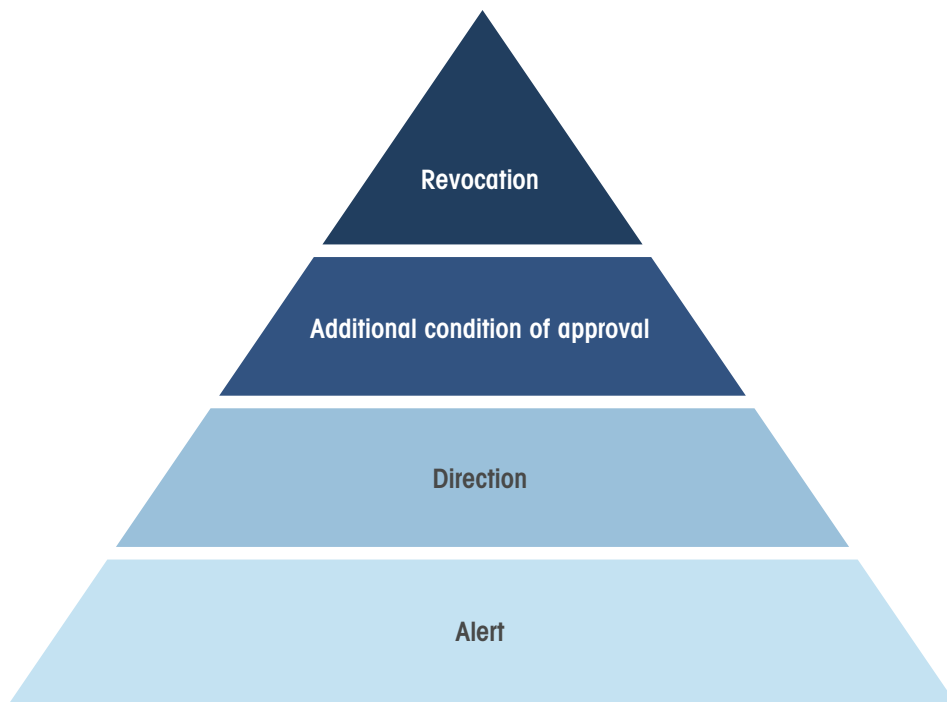 Revocation
Additional condition of approval
Direction
Alert